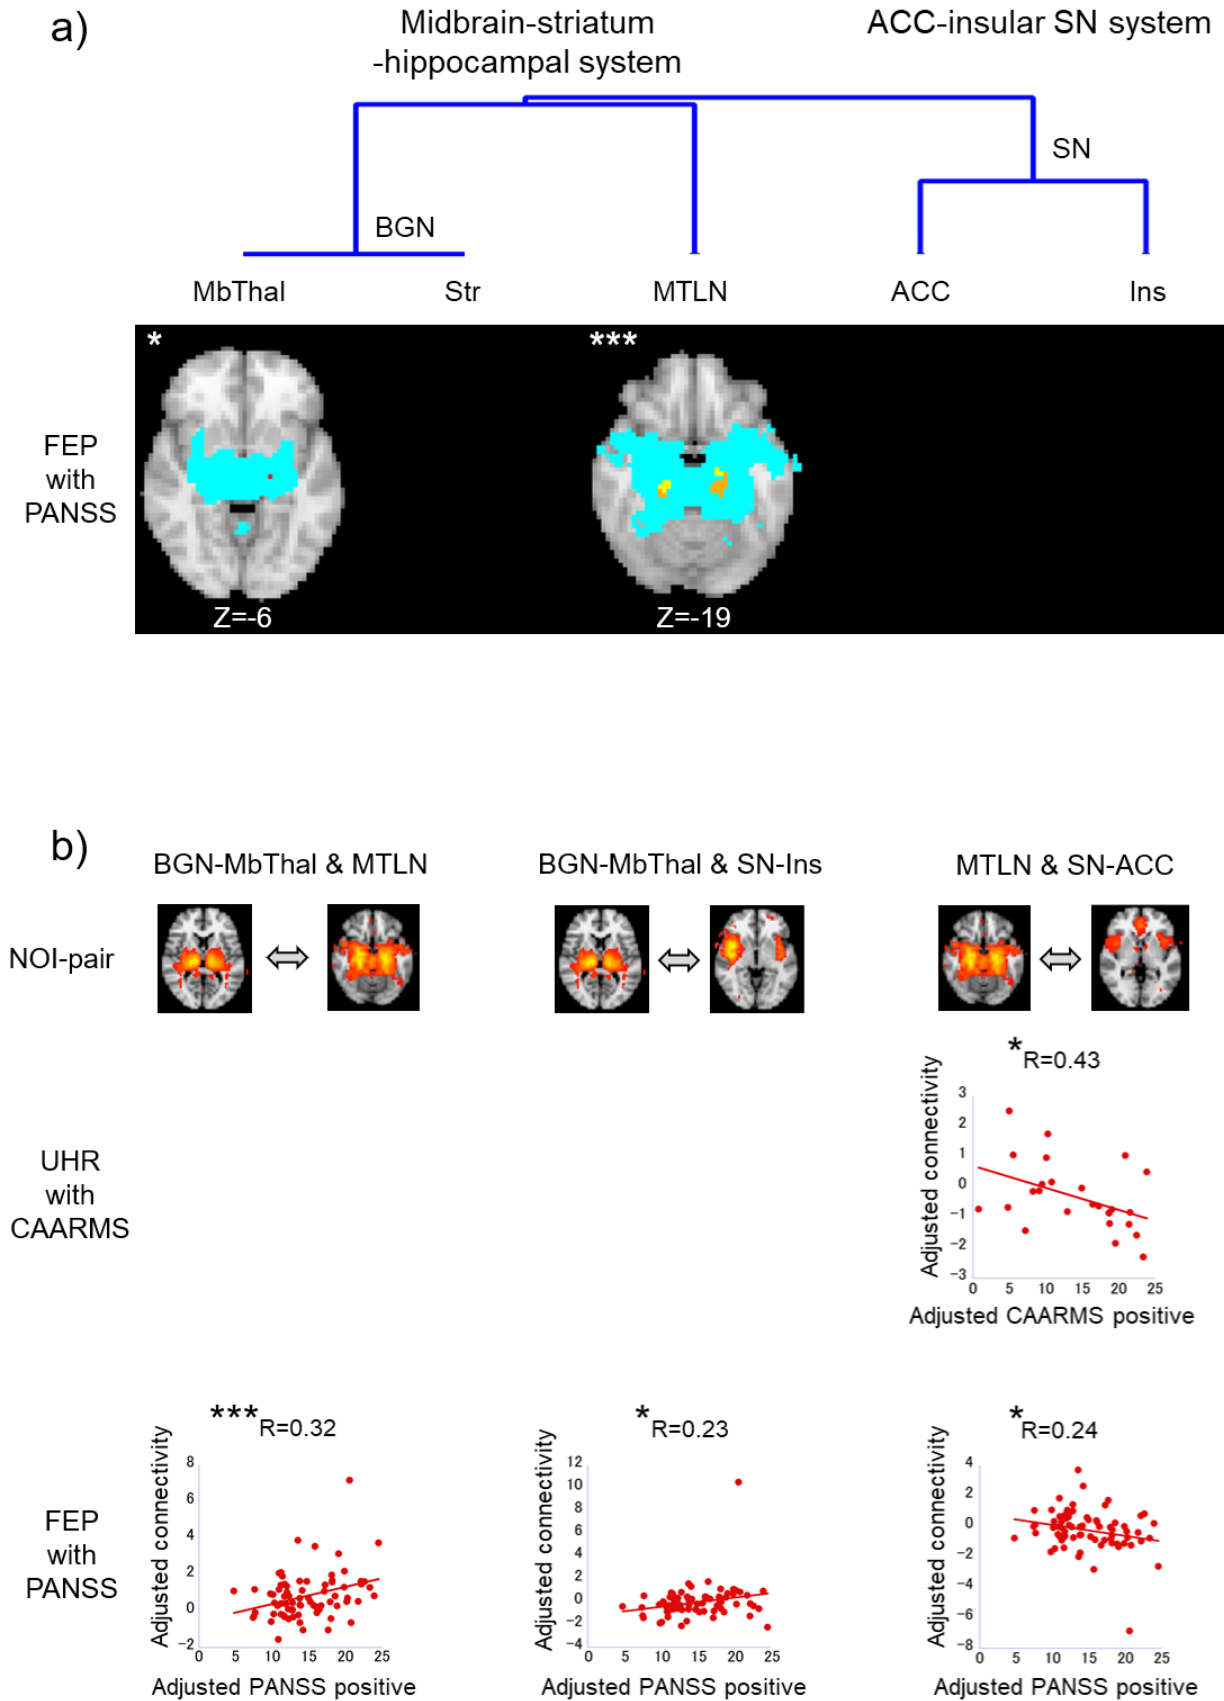 a)
Midbrain-striatum
-hippocampal system
ACC-insular SN system
SN
BGN
MbThal
Str
MTLN
ACC
Ins
*
***
FEP
with
PANSS
Z=-6
Z=-19
b)
BGN-MbThal & MTLN
BGN-MbThal & SN-Ins
MTLN & SN-ACC
NOI-pair
UHR
with
CAARMS
*R=0.43
Adjusted connectivity
3
2
1
0
-1
-2
-3
0 5 10 15 20 25
Adjusted CAARMS positive
FEP
with
PANSS
***R=0.32
Adjusted connectivity
8
6
4
2
0
-2
0 5 10 15 20 25
Adjusted PANSS positive
*R=0.23
Adjusted connectivity
12
10
8
6
4
2
0
-2
-4
0 5 10 15 20 25
Adjusted PANSS positive
*R=0.24
Adjusted connectivity
4
2
0
-2
-4
-6
-8
0 5 10 15 20 25
Adjusted PANSS positive